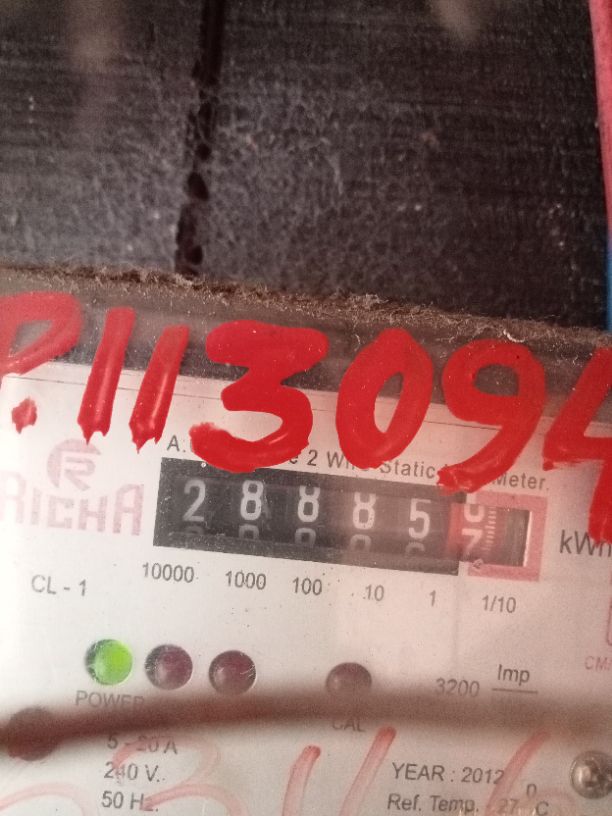 P.113094
RICHA
A.C. 2 Wire Static Meter.
2 8 8 8 5
kWh
CL - 1
10000 1000 100 10 1 1/10
POWER
CAL
3200 Imp
5 - 20 A
240 V.
50 Hz.
YEAR : 2012
Ref. Temp. 27 °C